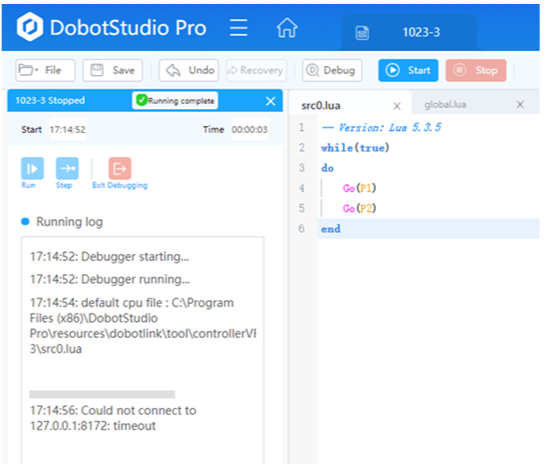 DobotStudio Pro
1023-3
File Save Undo Recovery Debug Start Stop
1023-3 Stopped Running complete
Start 17:14:52 Time 00:00:03
Run Step Exit Debugging
Running log
17:14:52: Debugger starting...
17:14:52: Debugger running...
17:14:54: default cpu file : C:\Program
Files (x86)\DobotStudio
Pro\resources\dobotlink\tool\controllerVF
3\src0.lua
17:14:56: Could not connect to
127.0.0.1:8172: timeout
src0.lua global.lua
1 -- Version: Lua 5.3.5
2 while(true)
3 do
4 Go(P1)
5 Go(P2)
6 end